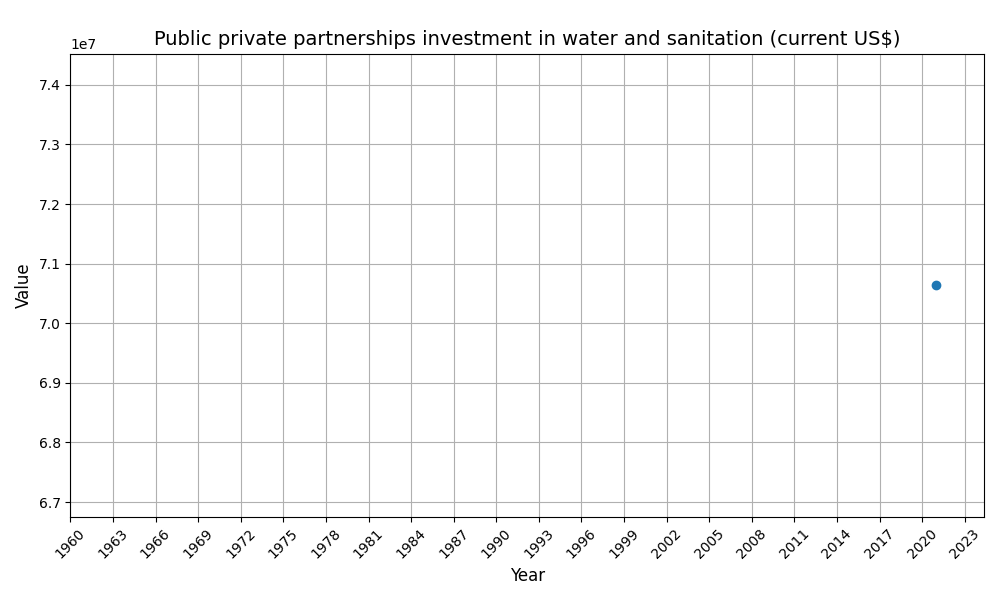 Public private partnerships investment in water and sanitation (current US$)
1e7
7.4
7.3
7.2
7.1
7.0
6.9
6.8
6.7
Value
1960 1963 1966 1969 1972 1975 1978 1981 1984 1987 1990 1993 1996 1999 2002 2005 2008 2011 2014 2017 2020 2023
Year